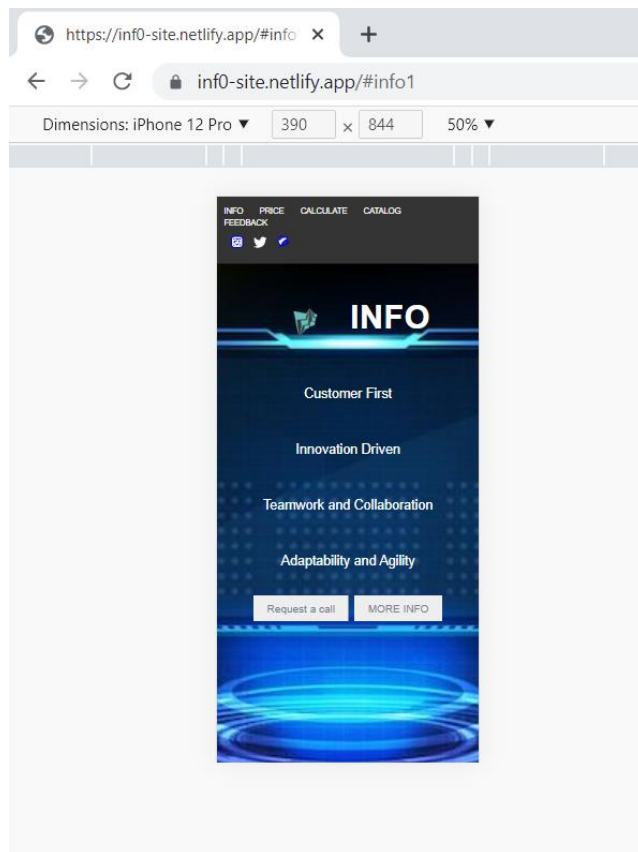 https://inf0-site.netlify.app/#info
inf0-site.netlify.app/#info1
Dimensions: iPhone 12 Pro ▼ 390 x 844 50% ▼
INFO PRICE CALCULATE CATALOG
FEEDBACK
INFO
Customer First
Innovation Driven
Teamwork and Collaboration
Adaptability and Agility
Request a call MORE INFO